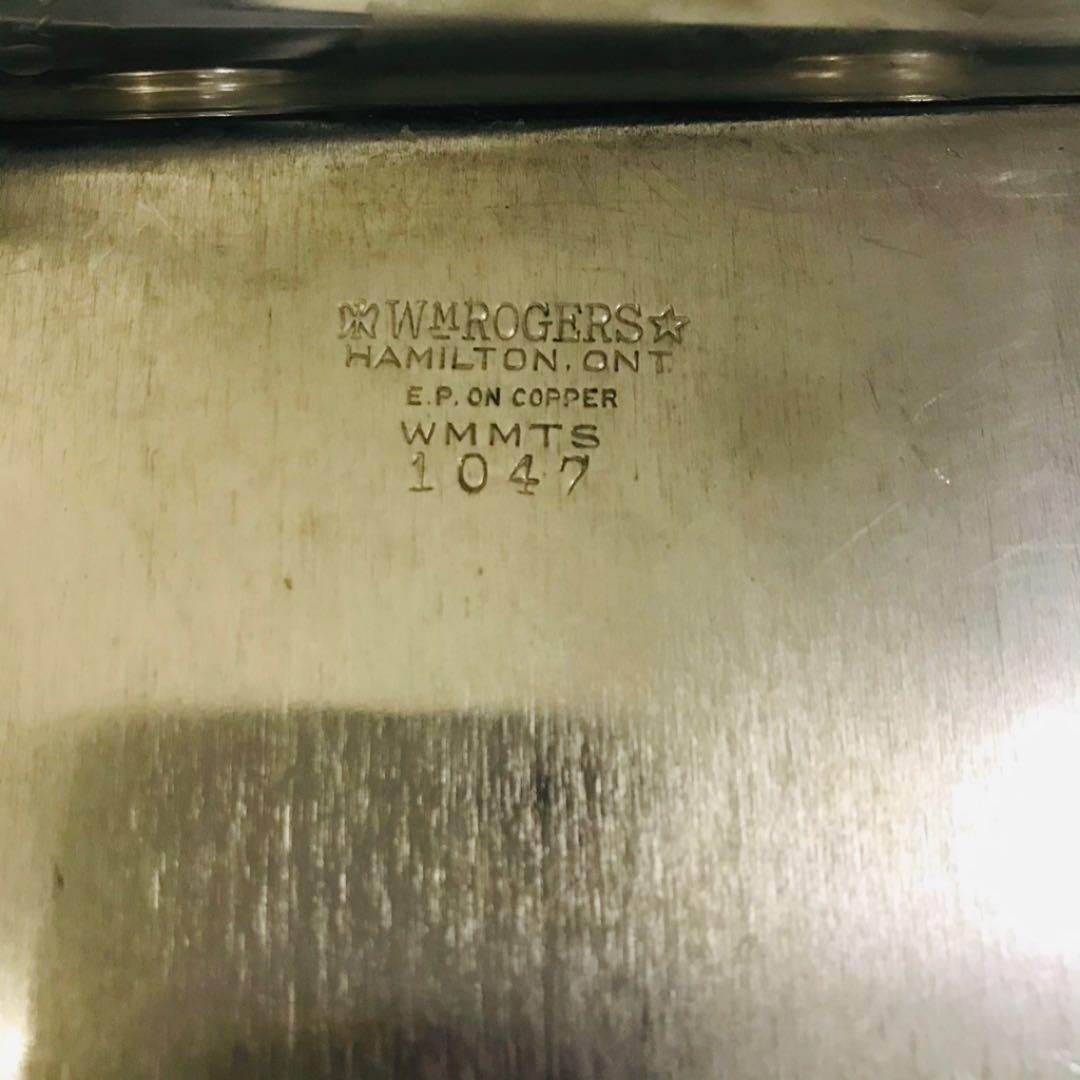 WM ROGERS
HAMILTON, ONT.
E.P. ON COPPER
WMMTS
1047